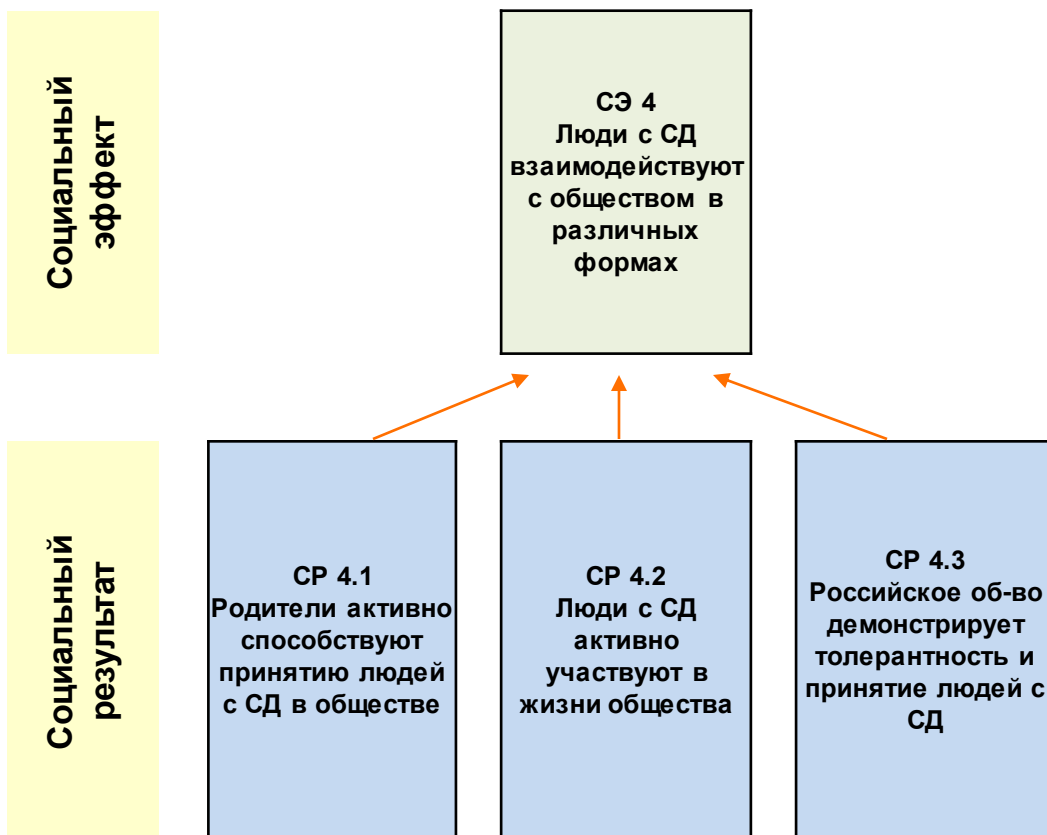 Социальный
эффект
СЭ 4
Люди с СД
взаимодействуют
с обществом в
различных
формах
Социальный
результат
СР 4.1
Родители активно
способствуют
принятию людей
с СД в обществе
СР 4.2
Люди с СД
активно
участвуют в
жизни общества
СР 4.3
Российское об-во
демонстрирует
толерантность и
принятие людей с
СД